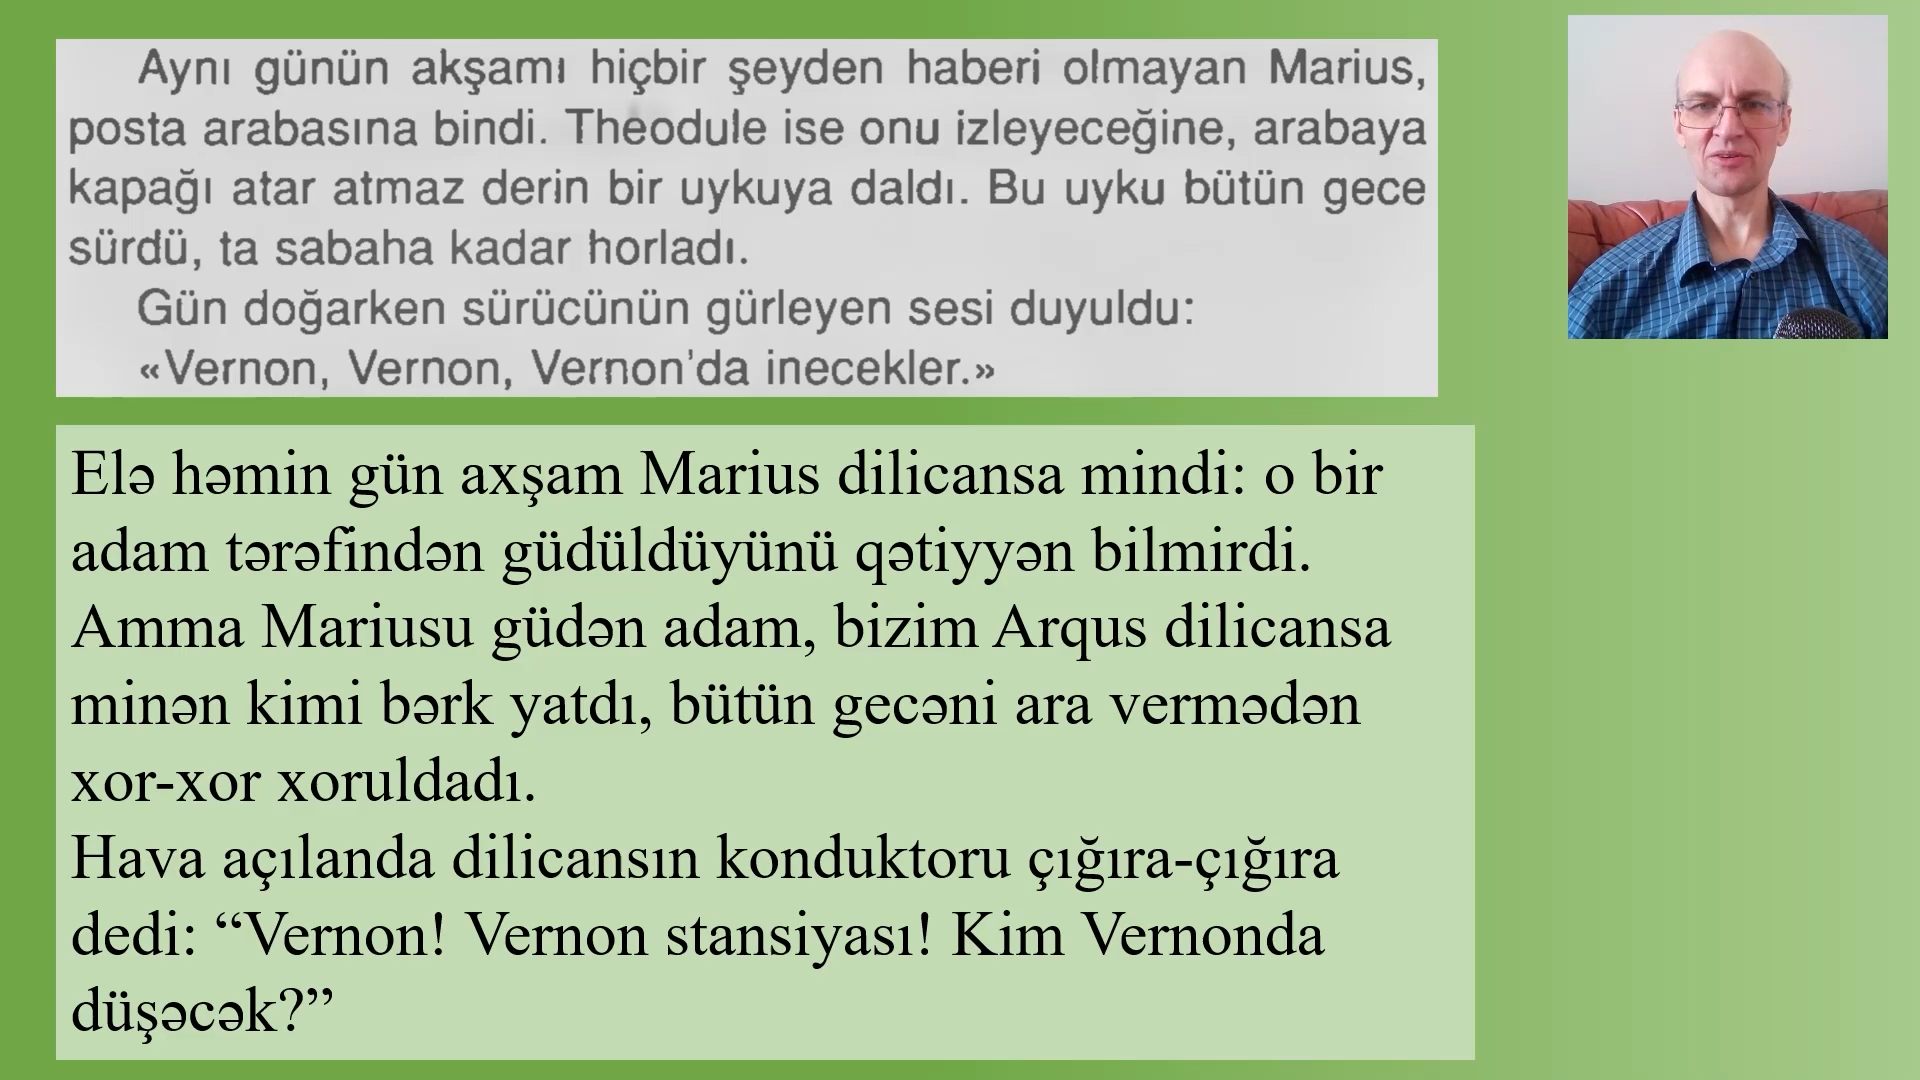 Aynı günün akşamı hiçbir şeyden haberi olmayan Marius,
posta arabasına bindi. Theodule ise onu izleyeceğine, arabaya
kapağı atar atmaz derin bir uykuya daldı. Bu uyku bütün gece
sürdü, ta sabaha kadar horladı.
Gün doğarken sürücünün gürleyen sesi duyuldu:
«Vernon, Vernon, Vernon'da inecekler.»
Elə həmin gün axşam Marius dilicansa mindi: o bir
adam tərəfindən güdüldüyünü qətiyyən bilmirdi.
Amma Mariusu güdən adam, bizim Arqus dilicansa
minən kimi bərk yatdı, bütün gecəni ara vermədən
xor-xor xoruldadı.
Hava açılanda dilicansın konduktoru çığıra-çığıra
dedi: “Vernon! Vernon stansiyası! Kim Vernonda
düşəcək?”